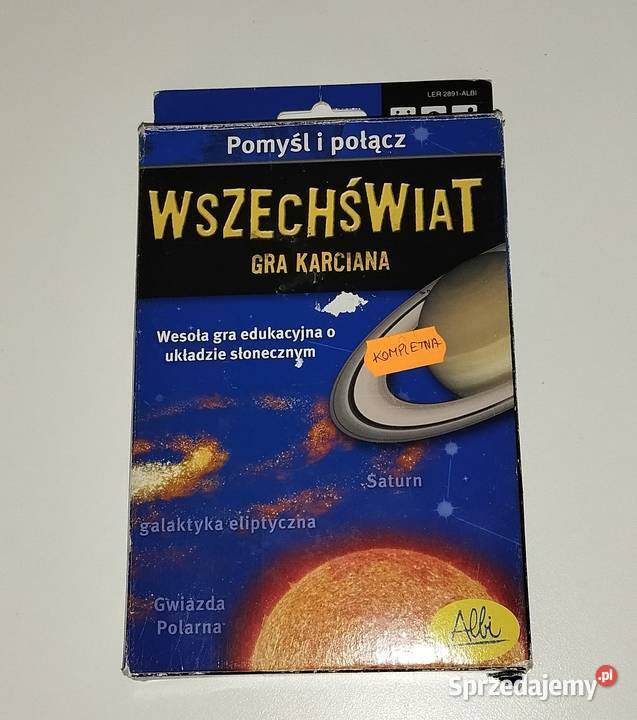 LER 2891-ALBI
Pomyśl i połącz
WSZECHŚWIAT
GRA KARCIANA
Wesoła gra edukacyjna o
układzie słonecznym
KOMPLETNA
Saturn
galaktyka eliptyczna
Gwiazda
Polarna
Albi
Sprzedajemy.pl